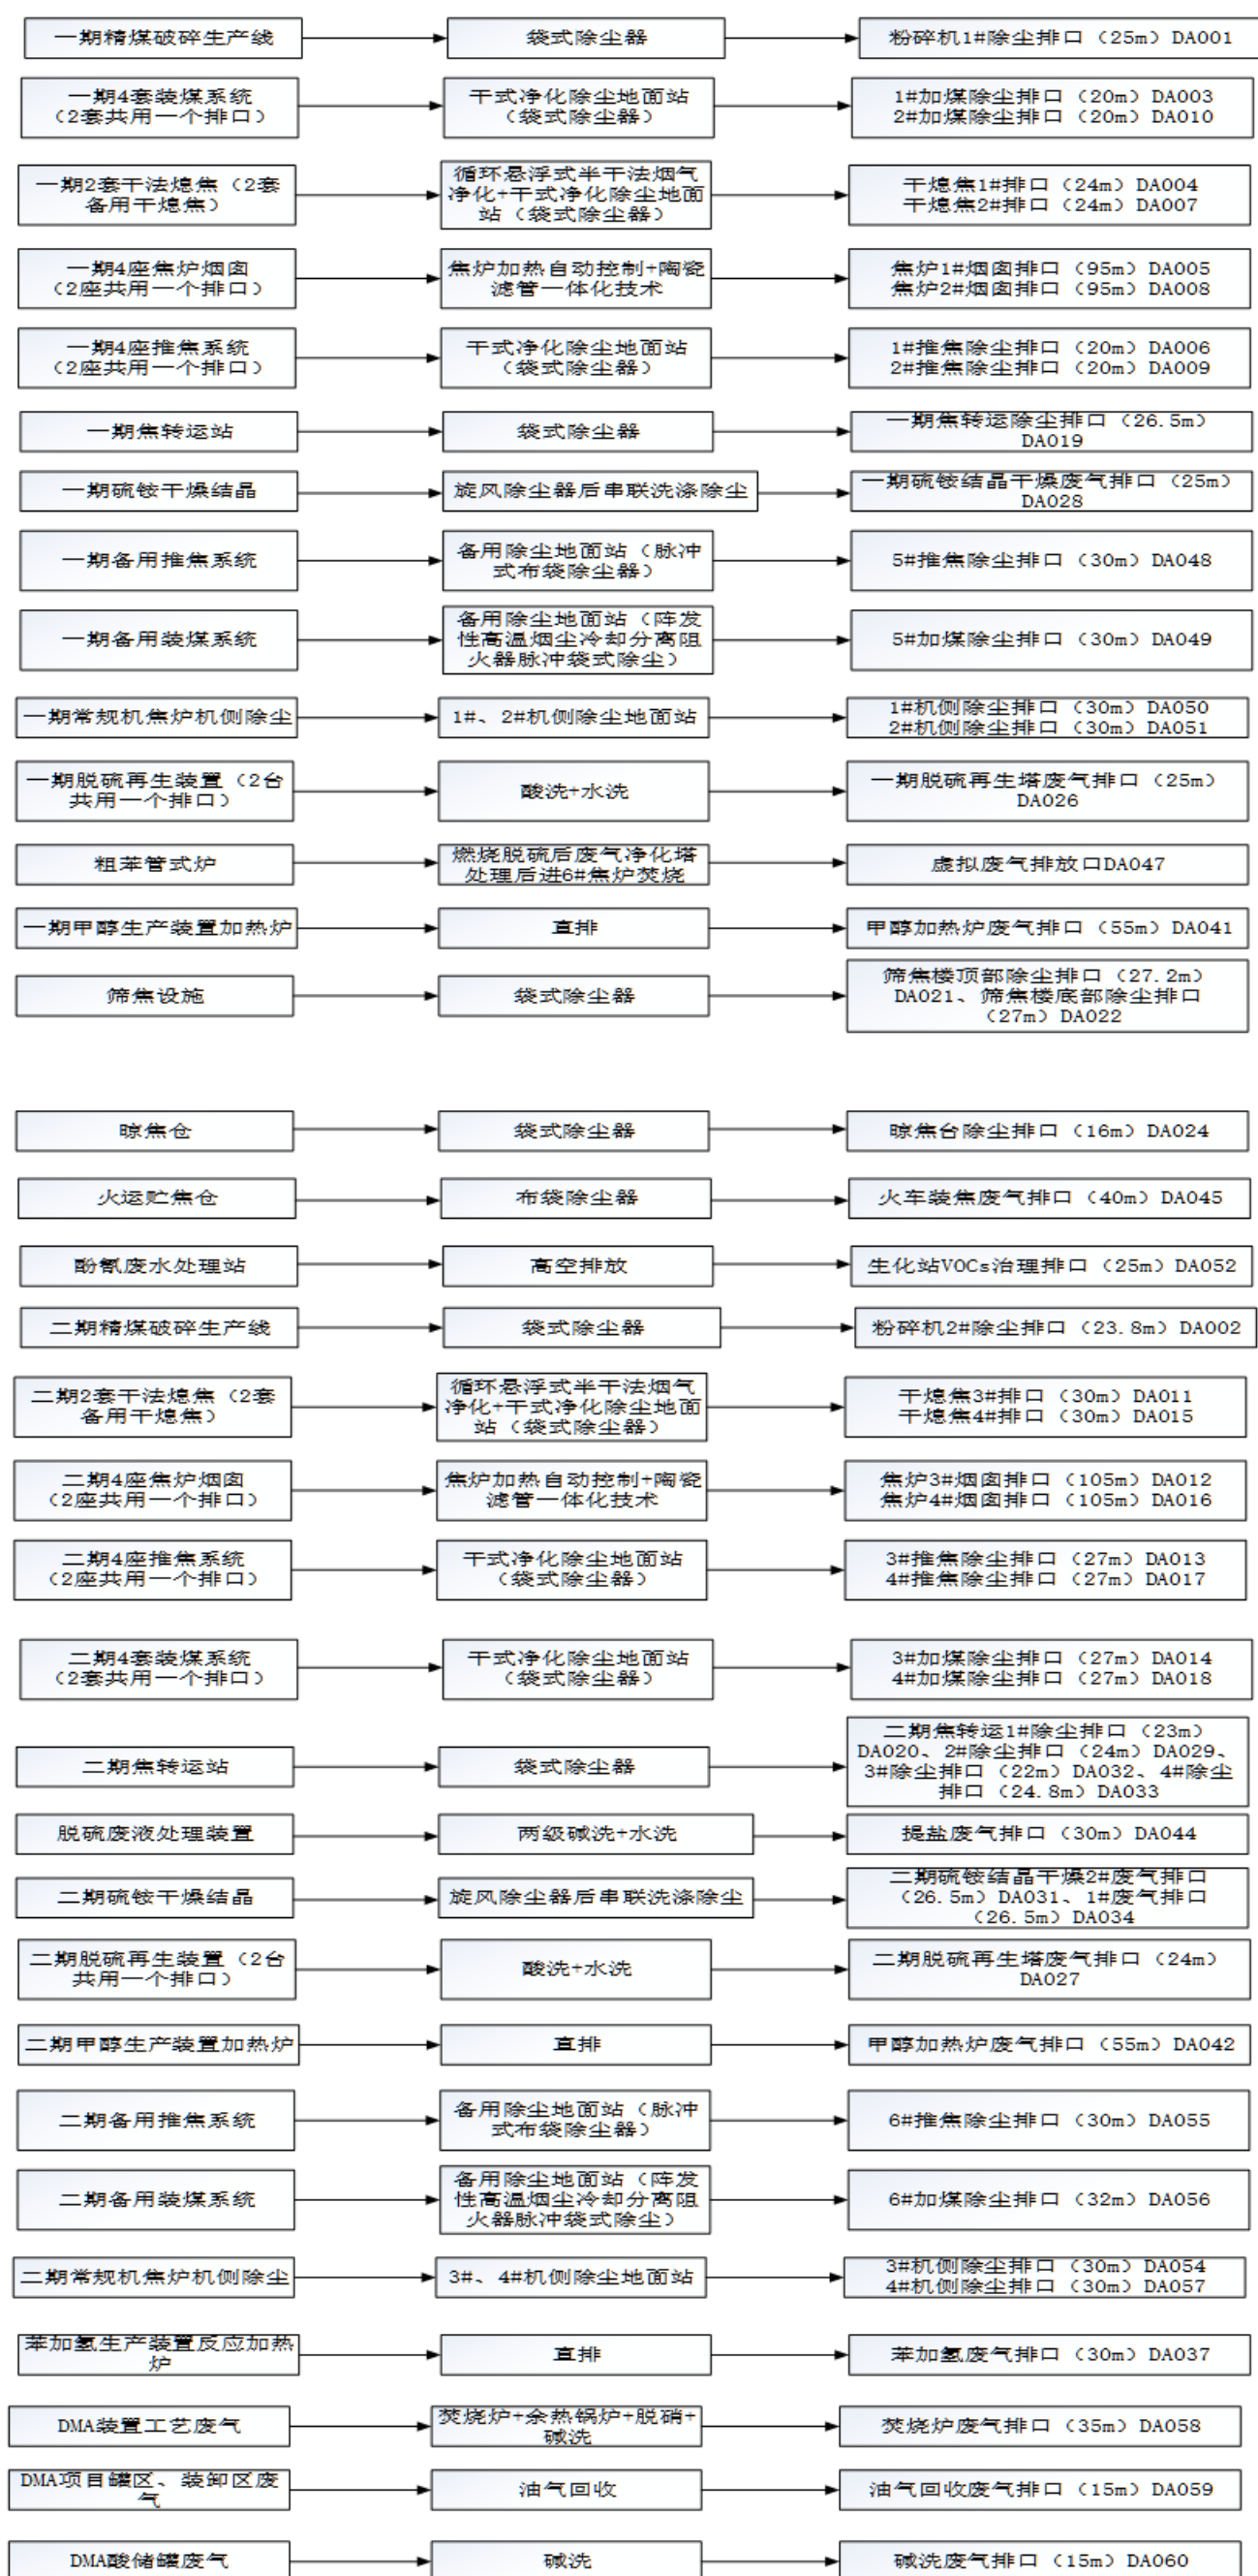 一期精煤破碎生产线
袋式除尘器
粉碎机1#除尘排口（25m）DA001
一期4套装煤系统
（2套共用一个排口）
干式净化除尘地面站
（袋式除尘器）
1#加煤除尘排口（20m）DA003
2#加煤除尘排口（20m）DA010
一期2套干法熄焦（2套
备用干熄焦）
循环悬浮式半干法烟气
净化+干式净化除尘地面
站（袋式除尘器）
干熄焦1#排口（24m）DA004
干熄焦2#排口（24m）DA007
一期4座焦炉烟囱
（2座共用一个排口）
焦炉加热自动控制+陶瓷
滤管一体化技术
焦炉1#烟囱排口（95m）DA005
焦炉2#烟囱排口（95m）DA008
一期4座推焦系统
（2座共用一个排口）
干式净化除尘地面站
（袋式除尘器）
1#推焦除尘排口（20m）DA006
2#推焦除尘排口（20m）DA009
一期焦转运站
袋式除尘器
一期焦转运除尘排口（26.5m）
DA019
一期硫铵干燥结晶
旋风除尘器后串联洗涤除尘
一期硫铵结晶干燥废气排口（25m）
DA028
一期备用推焦系统
备用除尘地面站（脉冲
式布袋除尘器）
5#推焦除尘排口（30m）DA048
一期备用装煤系统
备用除尘地面站（阵发
性高温烟尘冷却分离阻
火器脉冲袋式除尘）
5#加煤除尘排口（30m）DA049
一期常规机焦炉机侧除尘
1#、2#机侧除尘地面站
1#机侧除尘排口（30m）DA050
2#机侧除尘排口（30m）DA051
一期脱硫再生装置（2台
共用一个排口）
酸洗+水洗
一期脱硫再生塔废气排口（25m）
DA026
粗苯管式炉
燃烧脱硫后废气净化塔
处理后进6#焦炉焚烧
虚拟废气排放口DA047
一期甲醇生产装置加热炉
直排
甲醇加热炉废气排口（55m）DA041
筛焦设施
袋式除尘器
筛焦楼顶部除尘排口（27.2m）
DA021、筛焦楼底部除尘排口
（27m）DA022
晾焦仓
袋式除尘器
晾焦台除尘排口（16m）DA024
火运贮焦仓
布袋除尘器
火车装焦废气排口（40m）DA045
酚氰废水处理站
高空排放
生化站VOCs治理排口（25m）DA052
二期精煤破碎生产线
袋式除尘器
粉碎机2#除尘排口（23.8m）DA002
二期2套干法熄焦（2套
备用干熄焦）
循环悬浮式半干法烟气
净化+干式净化除尘地面
站（袋式除尘器）
干熄焦3#排口（30m）DA011
干熄焦4#排口（30m）DA015
二期4座焦炉烟囱
（2座共用一个排口）
焦炉加热自动控制+陶瓷
滤管一体化技术
焦炉3#烟囱排口（105m）DA012
焦炉4#烟囱排口（105m）DA016
二期4座推焦系统
（2座共用一个排口）
干式净化除尘地面站
（袋式除尘器）
3#推焦除尘排口（27m）DA013
4#推焦除尘排口（27m）DA017
二期4套装煤系统
（2套共用一个排口）
干式净化除尘地面站
（袋式除尘器）
3#加煤除尘排口（27m）DA014
4#加煤除尘排口（27m）DA018
二期焦转运站
袋式除尘器
二期焦转运1#除尘排口（23m）
DA020、2#除尘排口（24m）DA029、
3#除尘排口（22m）DA032、4#除尘
排口（24.8m）DA033
脱硫废液处理装置
两级碱洗+水洗
提盐废气排口（30m）DA044
二期硫铵干燥结晶
旋风除尘器后串联洗涤除尘
二期硫铵结晶干燥2#废气排口
（26.5m）DA031、1#废气排口
（26.5m）DA034
二期脱硫再生装置（2台
共用一个排口）
酸洗+水洗
二期脱硫再生塔废气排口（24m）
DA027
二期甲醇生产装置加热炉
直排
甲醇加热炉废气排口（55m）DA042
二期备用推焦系统
备用除尘地面站（脉冲
式布袋除尘器）
6#推焦除尘排口（30m）DA055
二期备用装煤系统
备用除尘地面站（阵发
性高温烟尘冷却分离阻
火器脉冲袋式除尘）
6#加煤除尘排口（32m）DA056
二期常规机焦炉机侧除尘
3#、4#机侧除尘地面站
3#机侧除尘排口（30m）DA054
4#机侧除尘排口（30m）DA057
苯加氢生产装置反应加热
炉
直排
苯加氢废气排口（30m）DA037
DMA装置工艺废气
焚烧炉+余热锅炉+脱硝+
碱洗
焚烧炉废气排口（35m）DA058
DMA项目罐区、装卸区废
气
油气回收
油气回收废气排口（15m）DA059
DMA酸储罐废气
碱洗
碱洗废气排口（15m）DA060